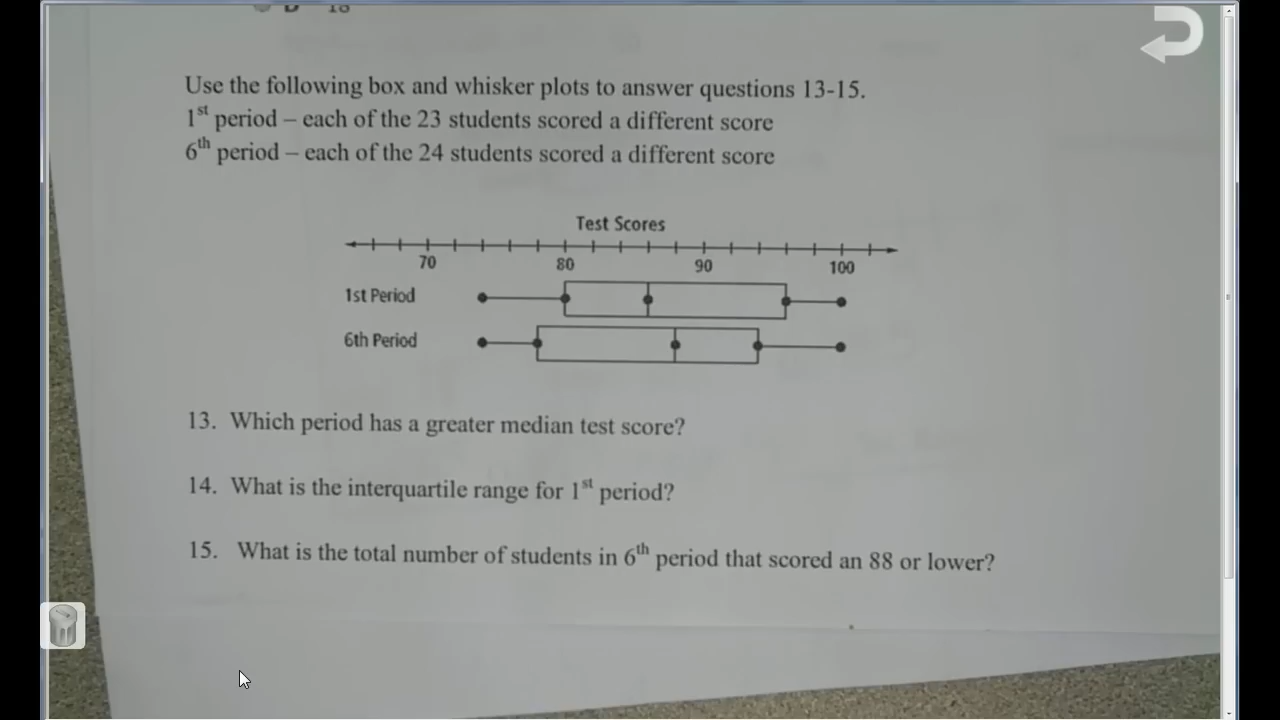 Use the following box and whisker plots to answer questions 13-15.
1st period – each of the 23 students scored a different score
6th period – each of the 24 students scored a different score
Test Scores
70 80 90 100
1st Period
6th Period
13. Which period has a greater median test score?
14. What is the interquartile range for 1st period?
15. What is the total number of students in 6th period that scored an 88 or lower?